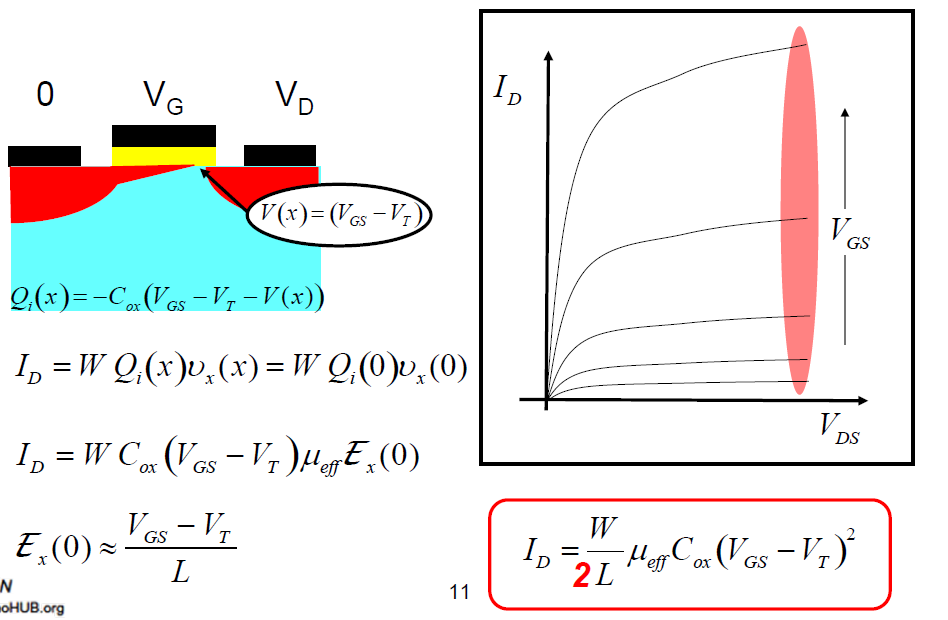 0 V_G V_D
V(x) = (V_GS − V_T)
Q_i(x) = −C_ox(V_GS − V_T − V(x))
I_D = W Q_i(x)υ_x(x) = W Q_i(0)υ_x(0)
I_D = W C_ox(V_GS − V_T)μ_eff ℰ_x(0)
ℰ_x(0) ≈ (V_GS − V_T)/L
N
oHUB.org
11
I_D
V_GS
V_DS
I_D = W/2L μ_eff C_ox(V_GS − V_T)²